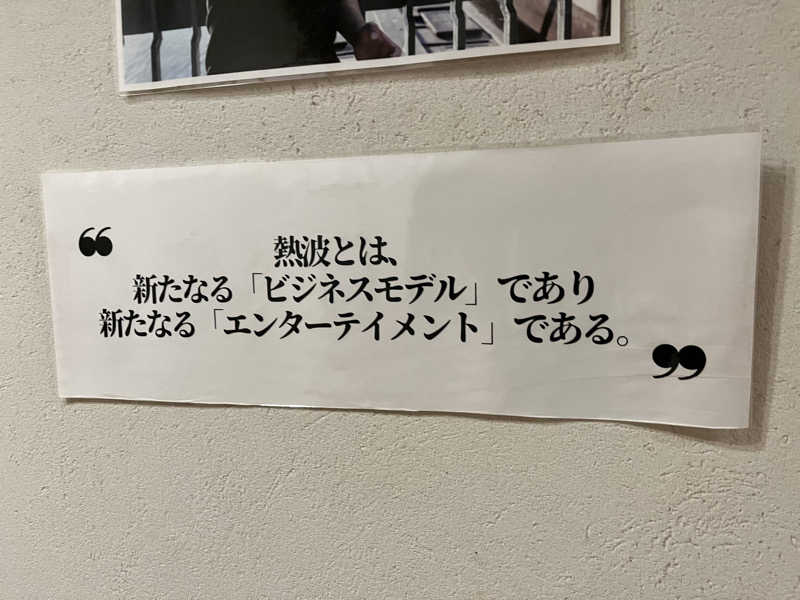 ❝
熱波とは、
新たなる「ビジネスモデル」であり
新たなる「エンターテイメント」である。
❞